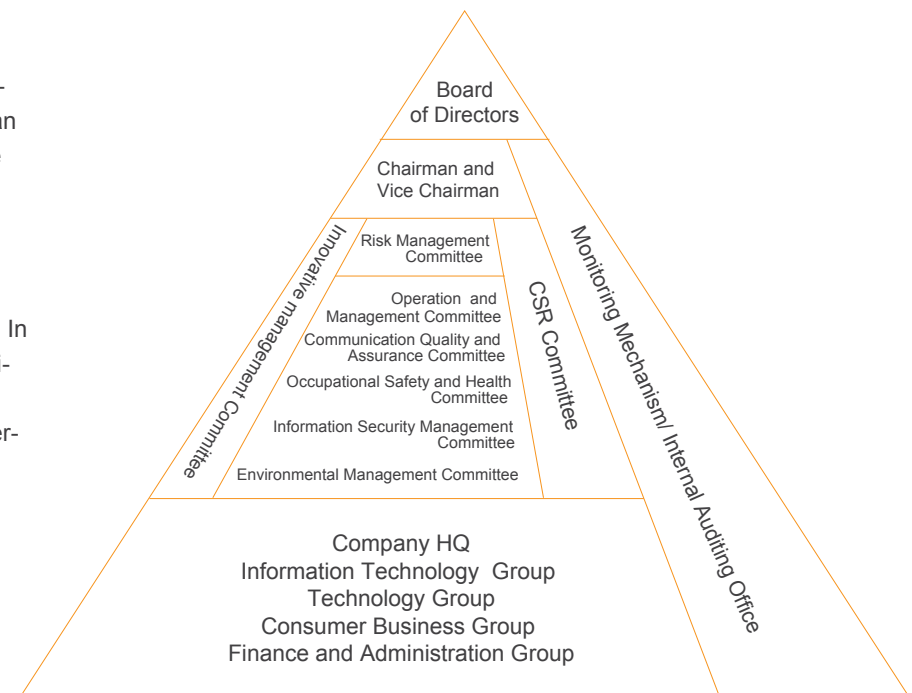 -
an
In
i-
er-
Board
of Directors
Chairman and
Vice Chairman
Innovative management Committee
Risk Management
Committee
Operation and
Management Committee
Communication Quality and
Assurance Committee
Occupational Safety and Health
Committee
Information Security Management
Committee
Environmental Management Committee
CSR Committee
Monitoring Mechanism/ Internal Auditing Office
Company HQ
Information Technology Group
Technology Group
Consumer Business Group
Finance and Administration Group